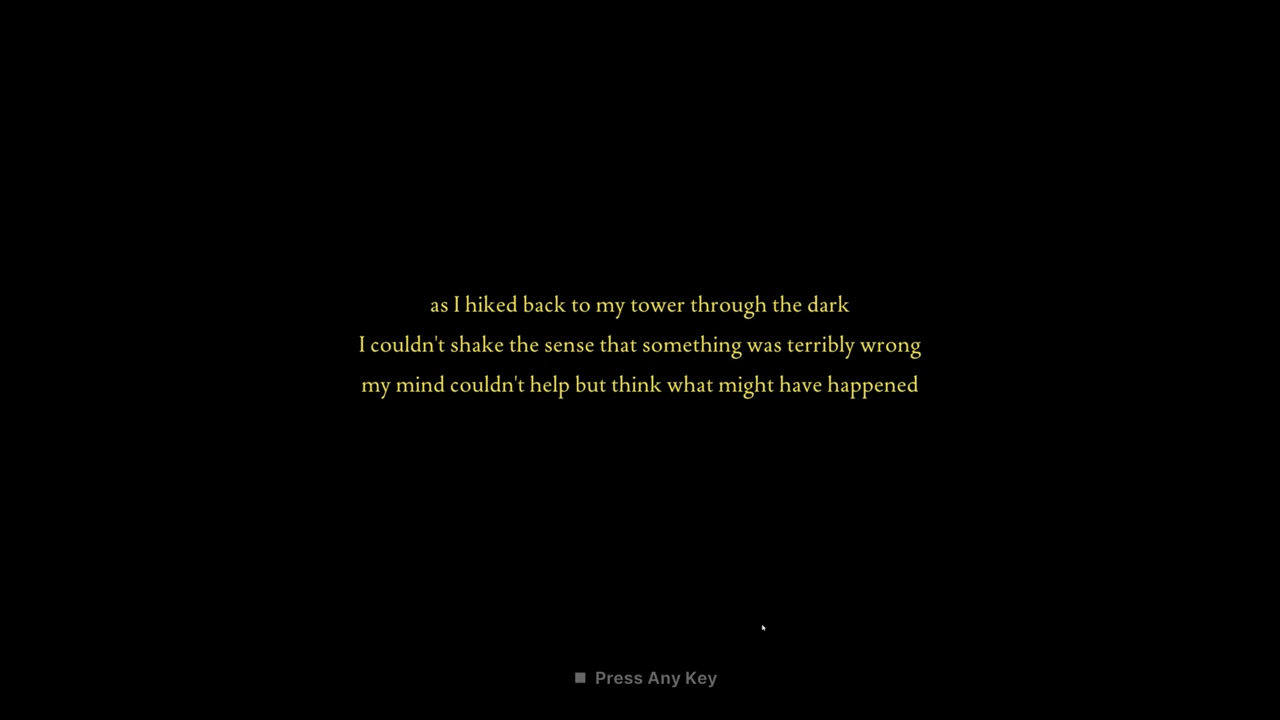 as I hiked back to my tower through the dark
I couldn't shake the sense that something was terribly wrong
my mind couldn't help but think what might have happened
Press Any Key